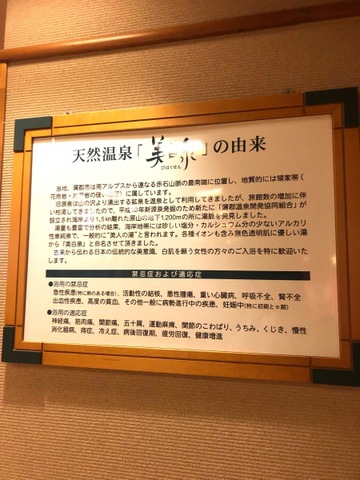 天然温泉「美白泉」の由来
びはくせん
当地、蒲郡市は南アルプスから連なる赤石山脈の最南端に位置し、地質的には領家帯(
花崗岩・片麻岩の硬い岩盤)に属しています。
旧源泉は山の沢より湧出する鉱泉を温泉として利用してきましたが、旅館数の増加に伴
い枯渇してきましたので、平成 年新源泉発掘のため新たに「蒲郡温泉開発協同組合」が
設立され海岸より1.5km離れた原山の地下1,200mの所に湯脈を発見しました。
湯量も豊富で分析の結果、海岸地帯には珍しい塩分・カルシュウム分の少ないアルカリ
性単純泉で、一般的に"美人の湯"と言われます。各種イオンも含み無色透明肌に優しい湯
から「美白泉」と命名させて頂きました。
古来から伝わる日本の伝統的な美意識、白肌を願う女性の方々のご入浴を特に歓迎いた
します。
禁忌症および適応症
●浴用の禁忌症
急性疾患(特に熱のある場合)、活動性の結核、悪性腫瘍、重い心臓病、呼吸不全、腎不全
出血性疾患、高度の貧血、その他一般に病勢進行中の疾患、妊娠中(特に初期と末期)
●浴用の適応症
神経痛、筋肉痛、関節痛、五十肩、運動麻痺、関節のこわばり、うちみ、くじき、慢性
消化器病、痔症、冷え症、病後回復期、疲労回復、健康増進